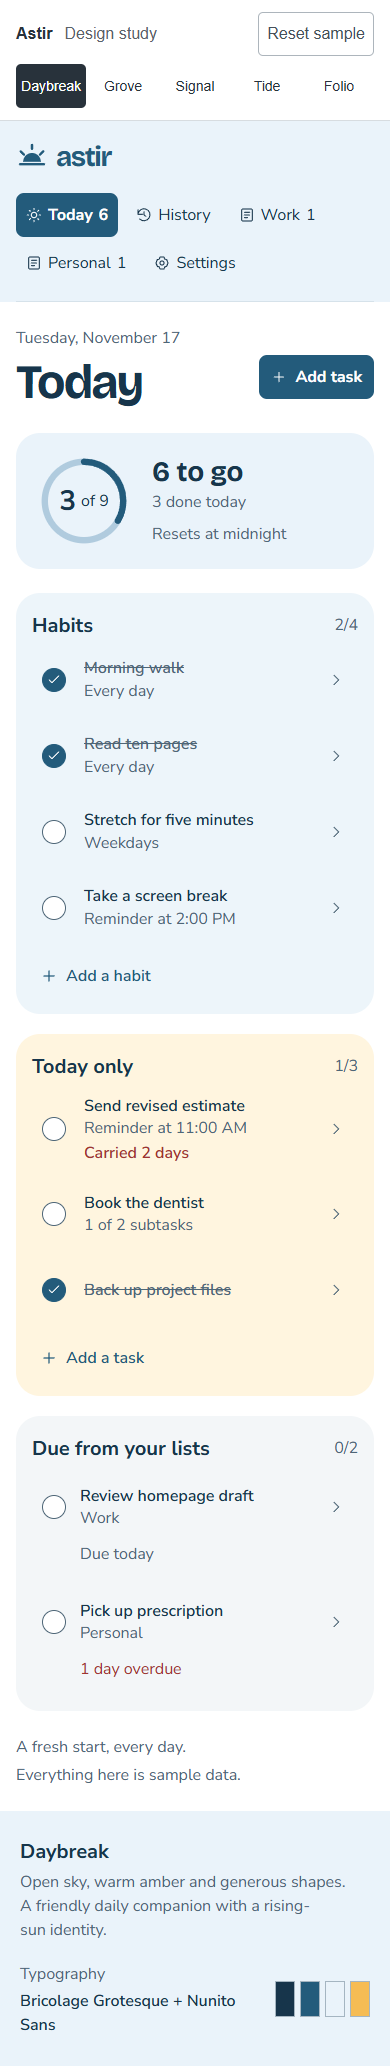 Astir Design study
Reset sample
Daybreak Grove Signal Tide Folio
astir
Today 6 History Work 1
Personal 1 Settings
Tuesday, November 17
Today
+ Add task
3 of 9
6 to go
3 done today
Resets at midnight
Habits 2/4
Morning walk
Every day
Read ten pages
Every day
Stretch for five minutes
Weekdays
Take a screen break
Reminder at 2:00 PM
+ Add a habit
Today only 1/3
Send revised estimate
Reminder at 11:00 AM
Carried 2 days
Book the dentist
1 of 2 subtasks
Back up project files
+ Add a task
Due from your lists 0/2
Review homepage draft
Work
Due today
Pick up prescription
Personal
1 day overdue
A fresh start, every day.
Everything here is sample data.
Daybreak
Open sky, warm amber and generous shapes.
A friendly daily companion with a rising-
sun identity.
Typography
Bricolage Grotesque + Nunito
Sans